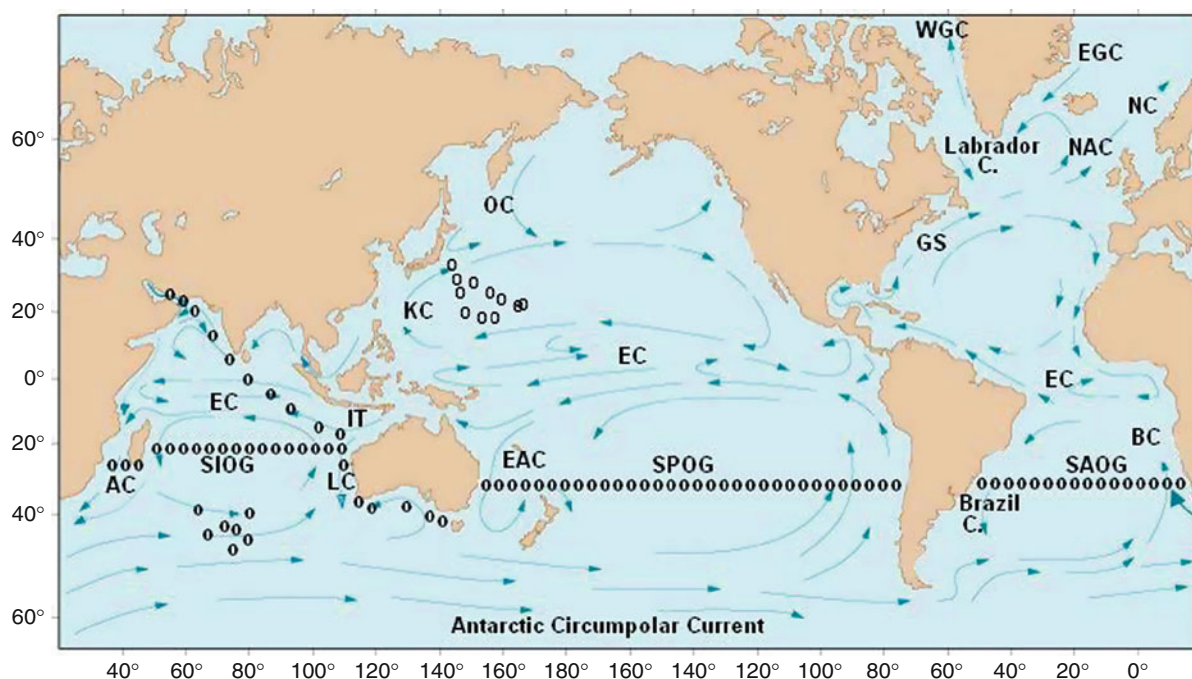 WGC
EGC
NC
60°
Labrador
C.
NAC
OC
40°
GS
20°
KC
EC
0°
EC
EC
IT
20°
BC
SIOG
EAC
SPOG
SAOG
AC
LC
Brazil
C.
40°
60°
Antarctic Circumpolar Current
40° 60° 80° 100° 120° 140° 160° 180° 160° 140° 120° 100° 80° 60° 40° 20° 0°